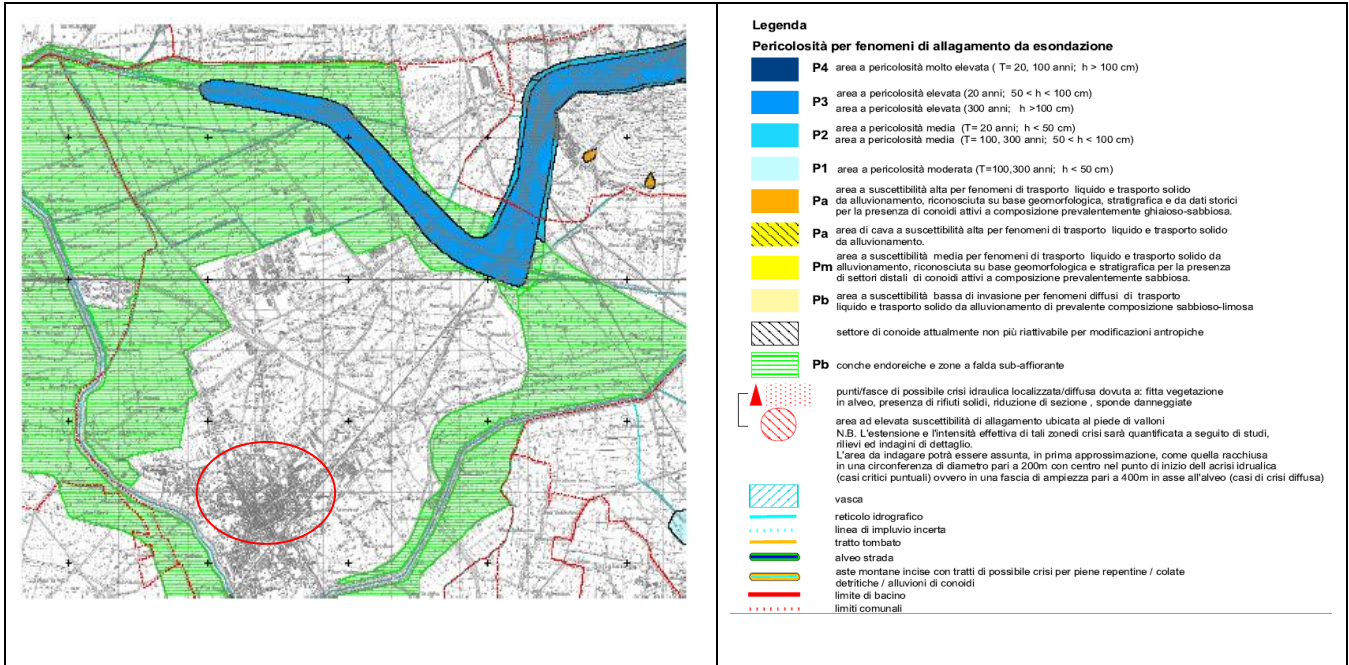 Legenda
Pericolosità per fenomeni di allagamento da esondazione
P4 area a pericolosità molto elevata ( T= 20, 100 anni; h > 100 cm)
P3 area a pericolosità elevata (20 anni; 50 < h < 100 cm)
area a pericolosità elevata (300 anni; h >100 cm)
P2 area a pericolosità media (T= 20 anni; h < 50 cm)
area a pericolosità media (T= 100, 300 anni; 50 < h < 100 cm)
P1 area a pericolosità moderata (T=100,300 anni; h < 50 cm)
Pa area a suscettibilità alta per fenomeni di trasporto liquido e trasporto solido
da alluvionamento, riconosciuta su base geomorfologica, stratigrafica e da dati storici
per la presenza di conoidi attivi a composizione prevalentemente ghiaioso-sabbiosa.
Pa area di cava a suscettibilità alta per fenomeni di trasporto liquido e trasporto solido
da alluvionamento.
Pm area a suscettibilità media per fenomeni di trasporto liquido e trasporto solido da
alluvionamento, riconosciuta su base geomorfologica e stratigrafica per la presenza
di settori distali di conoidi attivi a composizione prevalentemente sabbiosa.
Pb area a suscettibilità bassa di invasione per fenomeni diffusi di trasporto
liquido e trasporto solido da alluvionamento di prevalente composizione sabbioso-limosa
settore di conoide attualmente non più riattivabile per modificazioni antropiche
Pb conche endoreiche e zone a falda sub-affiorante
punti/fasce di possibile crisi idraulica localizzata/diffusa dovuta a: fitta vegetazione
in alveo, presenza di rifiuti solidi, riduzione di sezione , sponde danneggiate
area ad elevata suscettibilità di allagamento ubicata al piede di valloni
N.B. L'estensione e l'intensità effettiva di tali zonedi crisi sarà quantificata a seguito di studi,
rilievi ed indagini di dettaglio.
L'area da indagare potrà essere assunta, in prima approssimazione, come quella racchiusa
in una circonferenza di diametro pari a 200m con centro nel punto di inizio dell acrisi idrualica
(casi critici puntuali) ovvero in una fascia di ampiezza pari a 400m in asse all'alveo (casi di crisi diffusa)
vasca
reticolo idrografico
linea di impluvio incerta
tratto tombato
alveo strada
aste montane incise con tratti di possibile crisi per piene repentine / colate
detritiche / alluvioni di conoidi
limite di bacino
limiti comunali